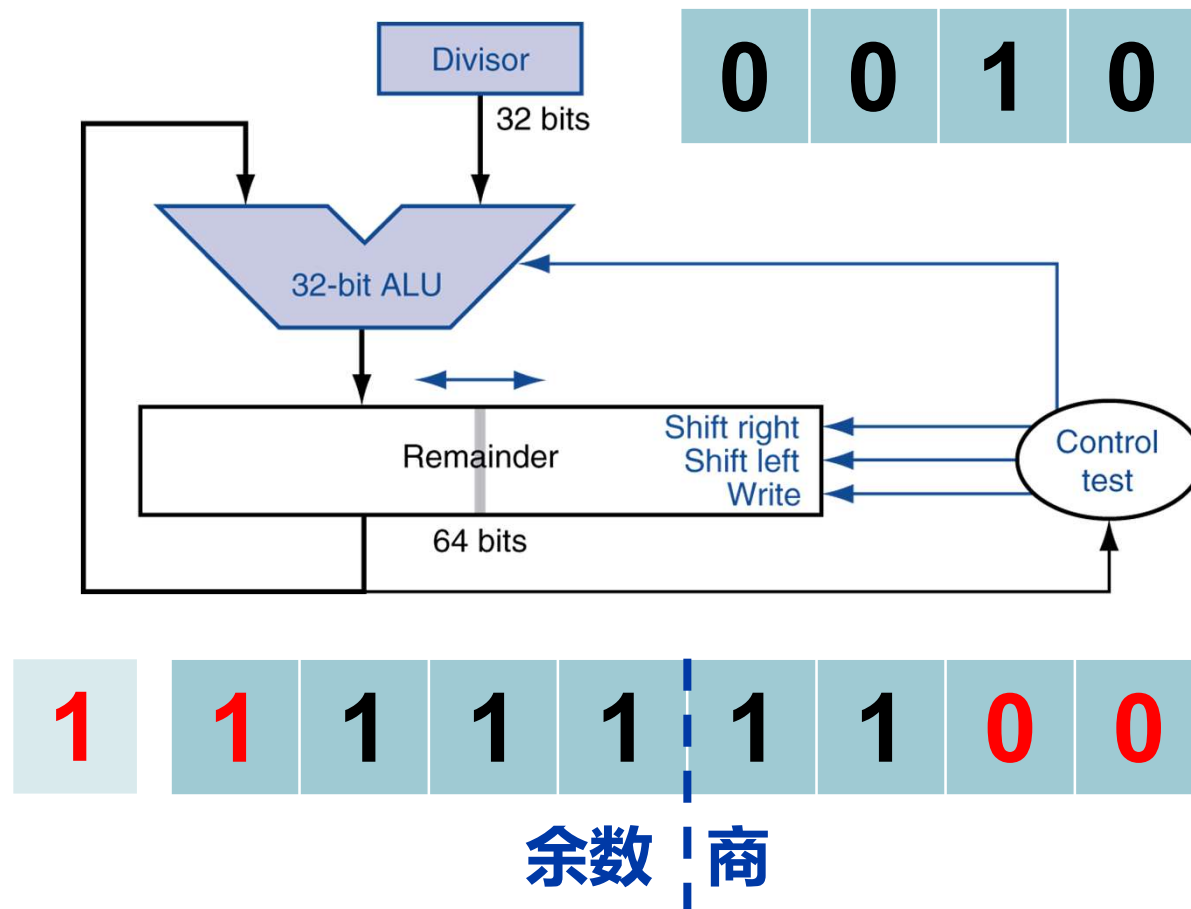 Divisor
0 0 1 0
32 bits
32-bit ALU
Remainder
Shift right
Shift left
Write
Control
test
64 bits
1 1 1 1 1 1 1 0 0
余数 商